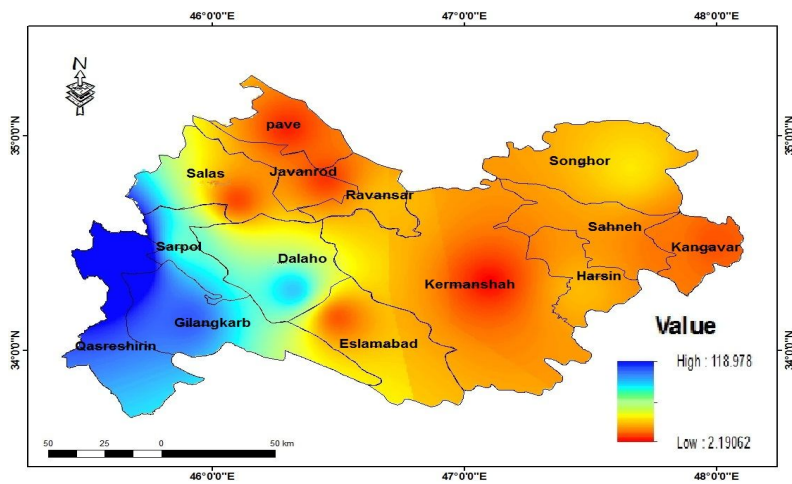 46°0'0"E 47°0'0"E 48°0'0"E
N
35°0'0"N 35°0'0"N
pave
Songhor
Salas Javanrod
Ravansar
Sahneh
Sarpol Kangavar
Dalaho
Kermanshah Harsin
Gilangkarb
Qasreshirin Eslamabad
34°0'0"N 34°0'0"N
Value
High : 118.978
Low : 2.19062
50 25 0 50 km
46°0'0"E 47°0'0"E 48°0'0"E